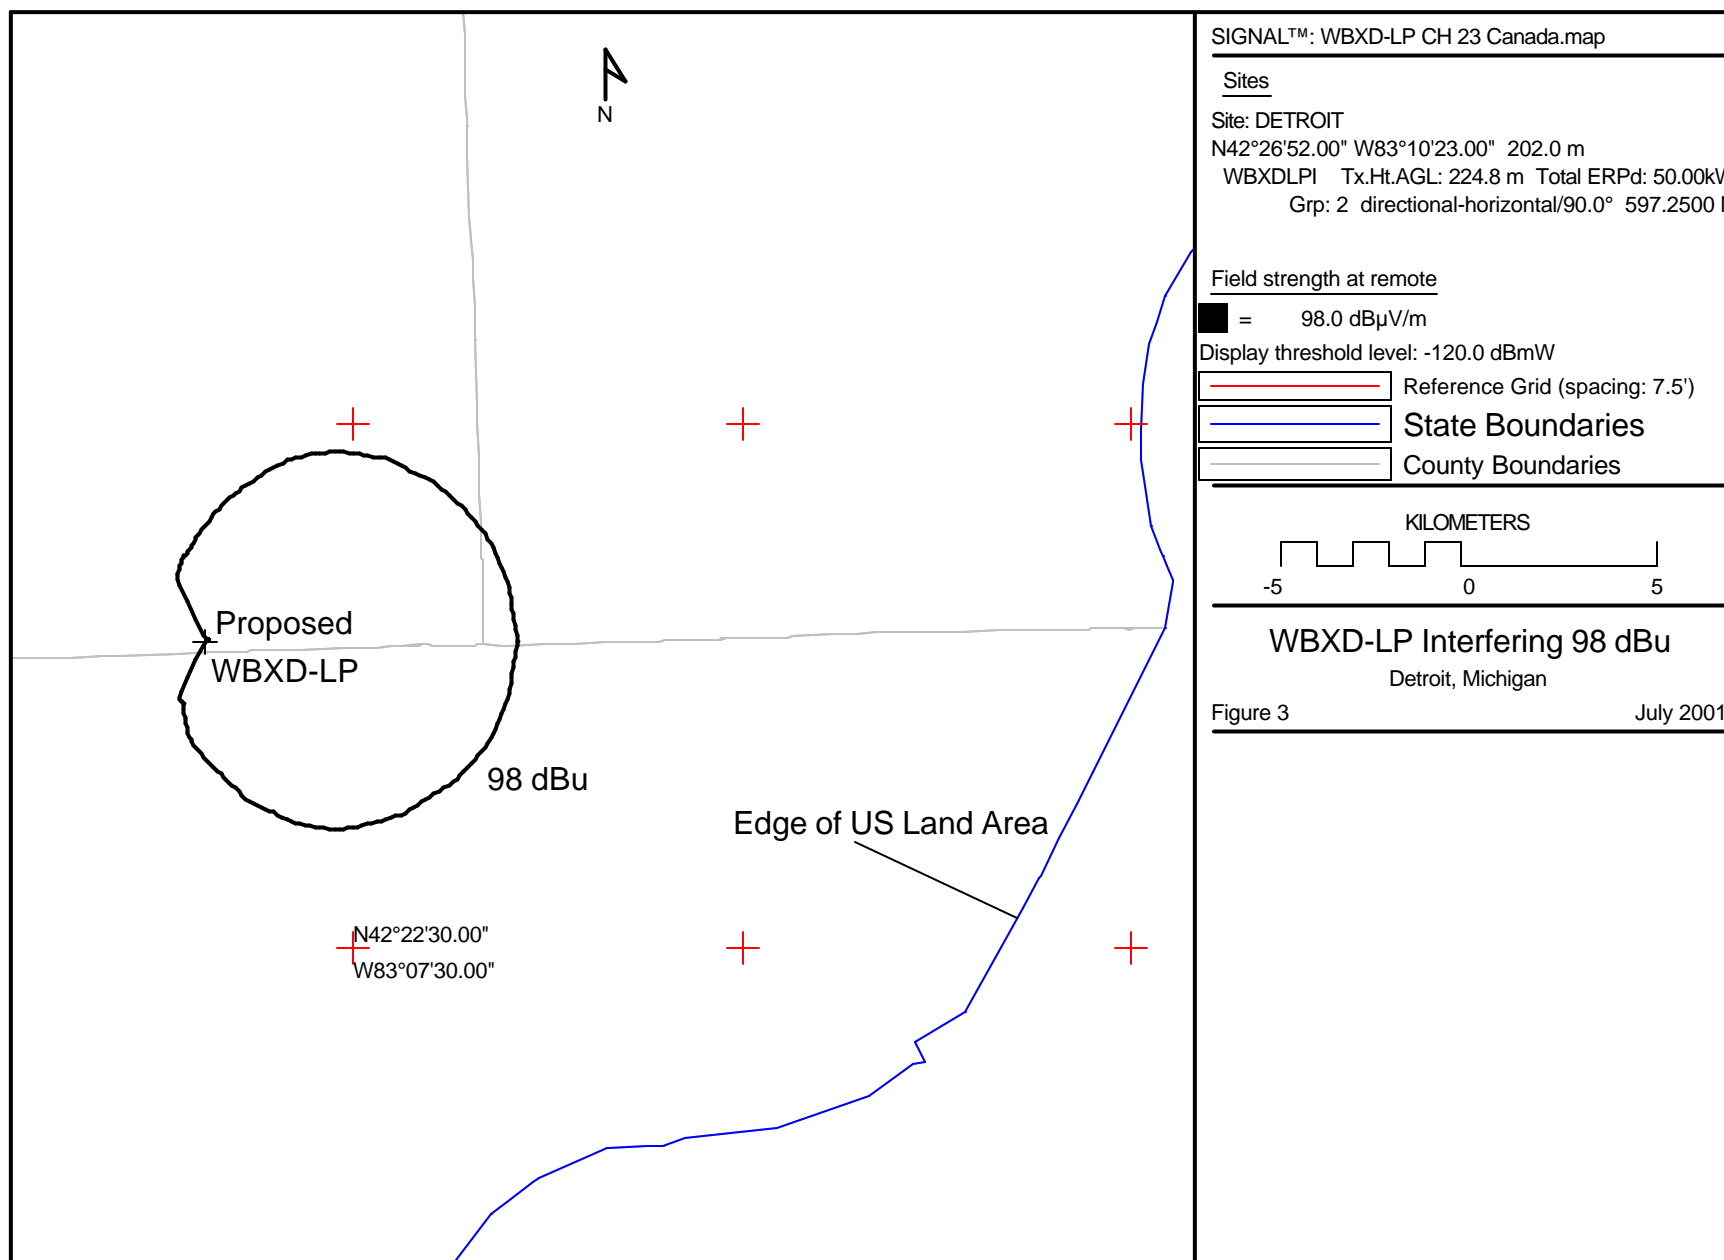 N
Proposed
WBXD-LP
98 dBu
Edge of US Land Area
N42°22'30.00"
W83°07'30.00"
SIGNAL™: WBXD-LP CH 23 Canada.map
Sites
Site: DETROIT
N42°26'52.00" W83°10'23.00" 202.0 m
WBXDLPI Tx.Ht.AGL: 224.8 m Total ERPd: 50.00kW
Grp: 2 directional-horizontal/90.0° 597.2500
Field strength at remote
= 98.0 dBµV/m
Display threshold level: -120.0 dBmW
Reference Grid (spacing: 7.5')
State Boundaries
County Boundaries
KILOMETERS
-5 0 5
WBXD-LP Interfering 98 dBu
Detroit, Michigan
Figure 3 July 2001